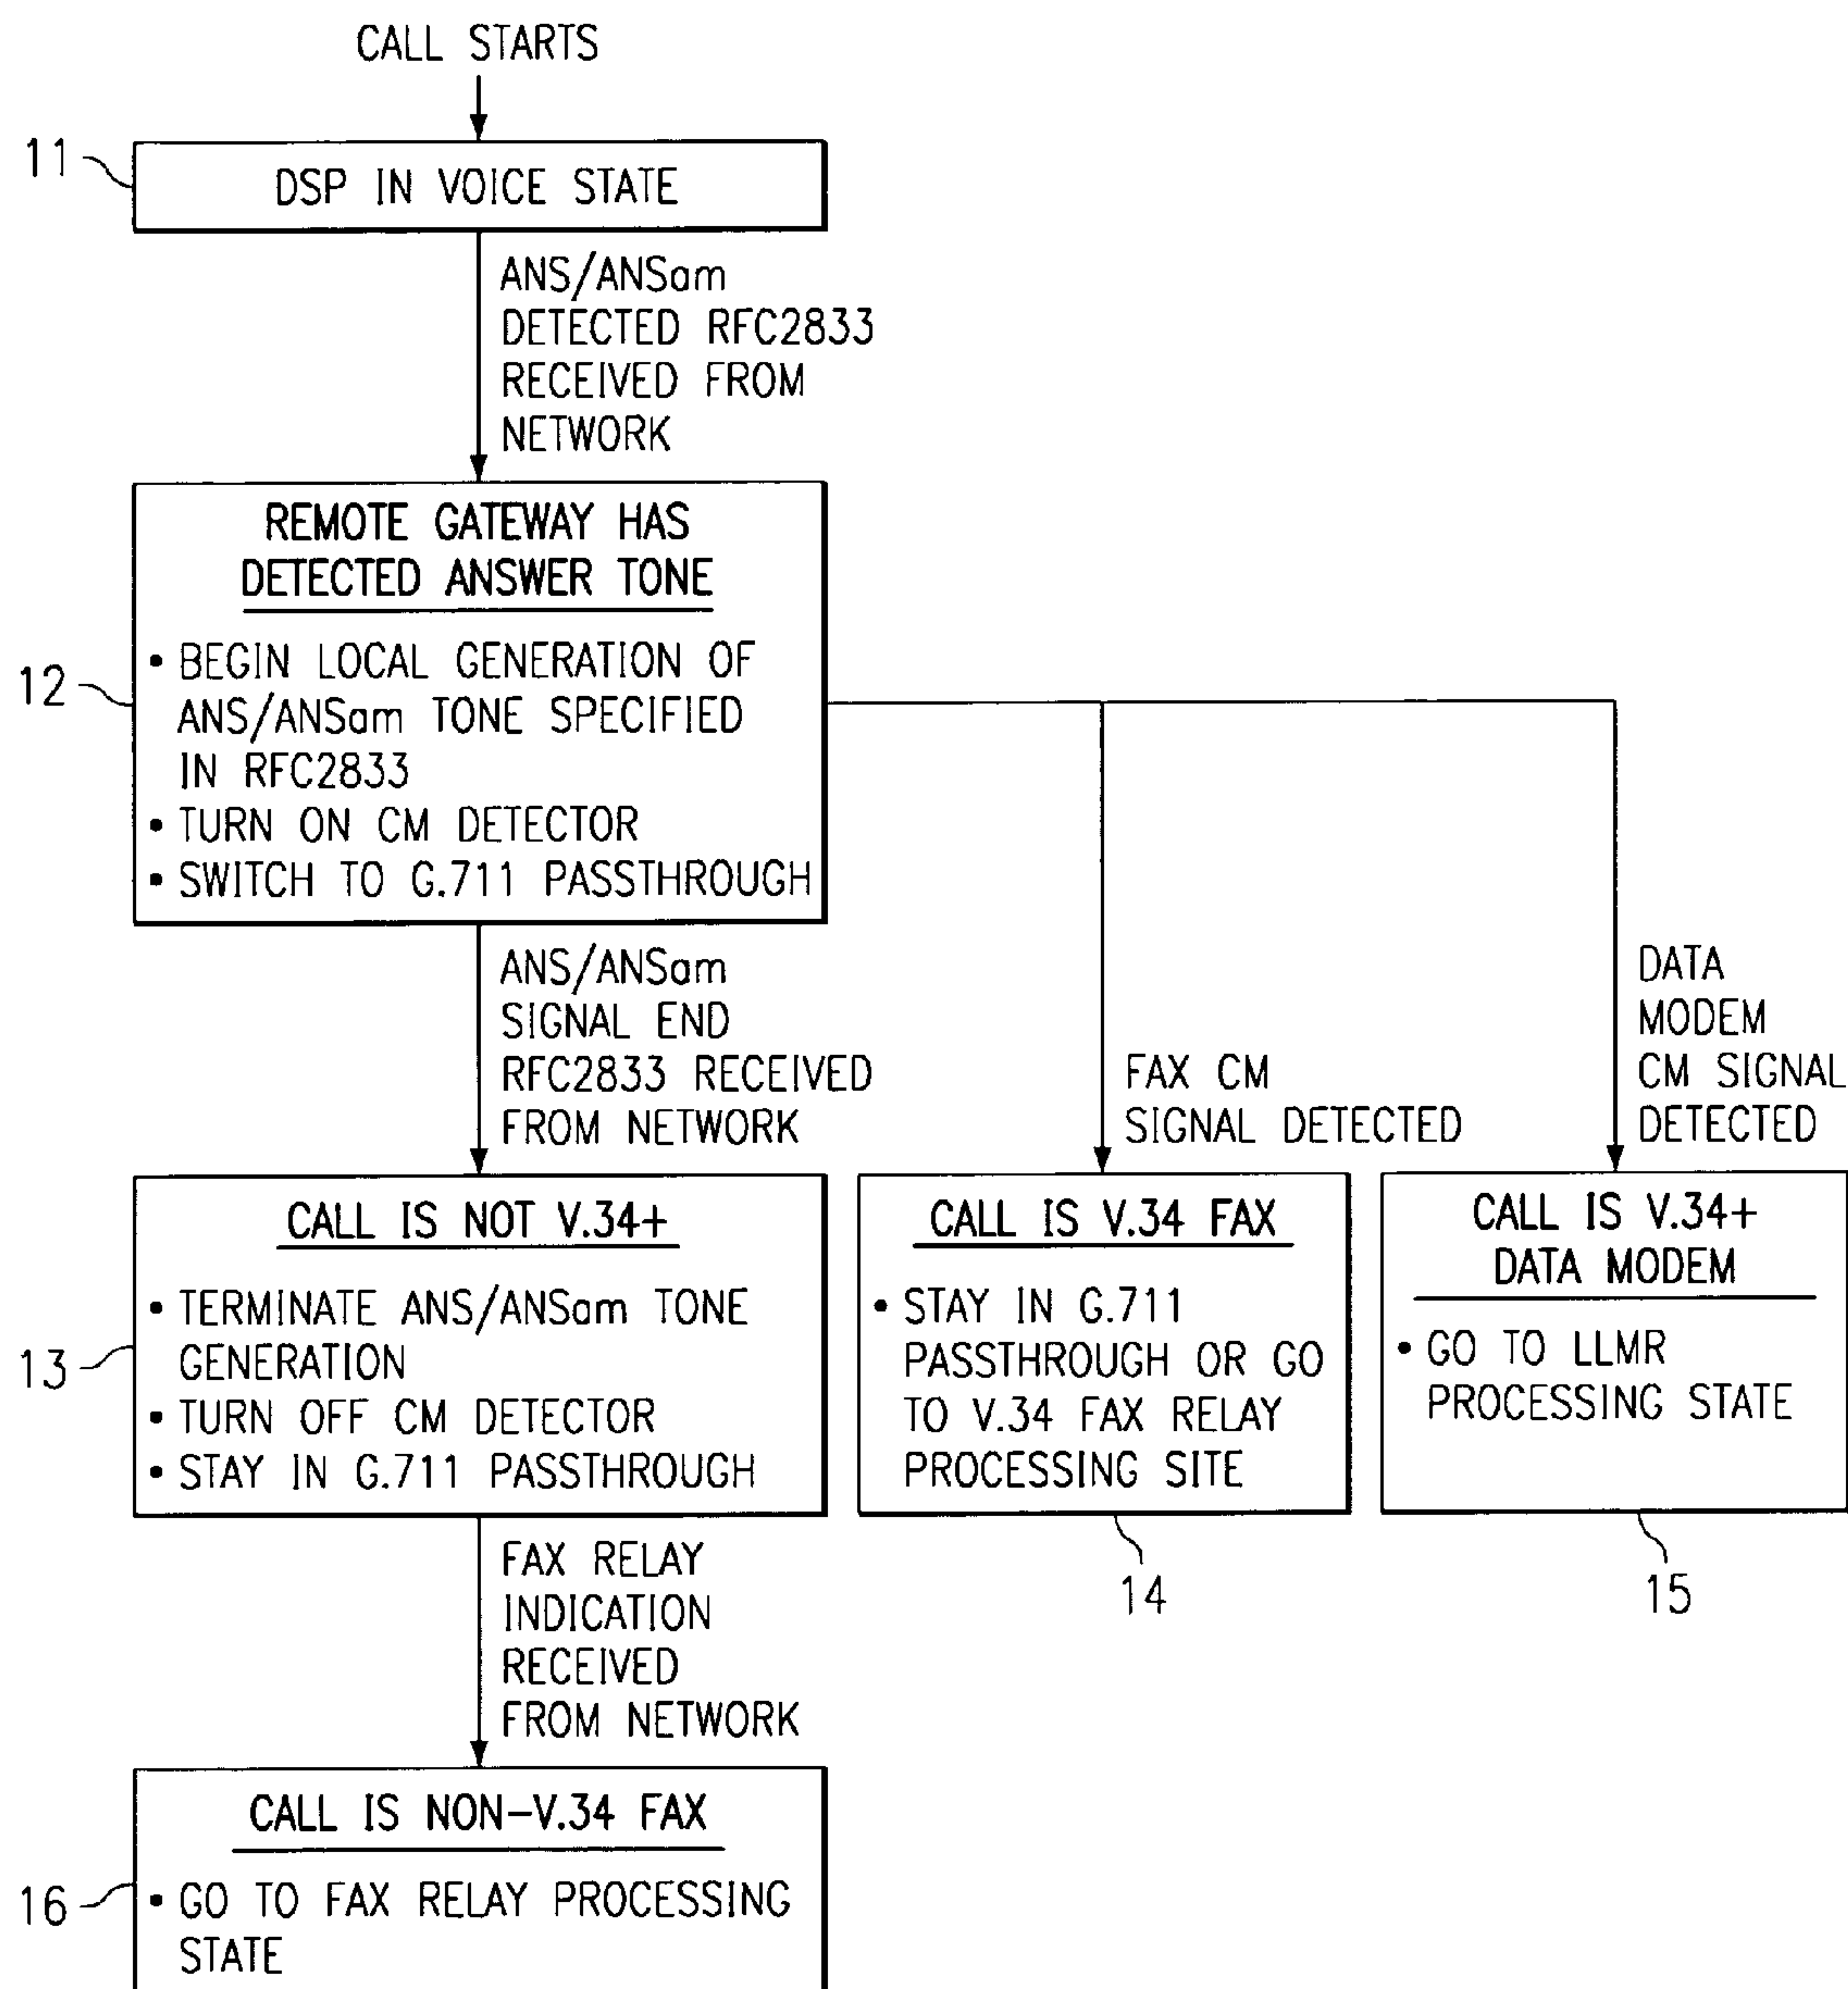 CALL STARTS
11
DSP IN VOICE STATE
ANS/ANSam
DETECTED RFC2833
RECEIVED FROM
NETWORK
12
REMOTE GATEWAY HAS
DETECTED ANSWER TONE
• BEGIN LOCAL GENERATION OF
ANS/ANSam TONE SPECIFIED
IN RFC2833
• TURN ON CM DETECTOR
• SWITCH TO G.711 PASSTHROUGH
ANS/ANSam
SIGNAL END
RFC2833 RECEIVED
FROM NETWORK
FAX CM
SIGNAL DETECTED
DATA
MODEM
CM SIGNAL
DETECTED
13
CALL IS NOT V.34+
• TERMINATE ANS/ANSam TONE
GENERATION
• TURN OFF CM DETECTOR
• STAY IN G.711 PASSTHROUGH
CALL IS V.34 FAX
• STAY IN G.711
PASSTHROUGH OR GO
TO V.34 FAX RELAY
PROCESSING SITE
14
CALL IS V.34+
DATA MODEM
• GO TO LLMR
PROCESSING STATE
15
FAX RELAY
INDICATION
RECEIVED
FROM NETWORK
16
CALL IS NON-V.34 FAX
• GO TO FAX RELAY PROCESSING
STATE